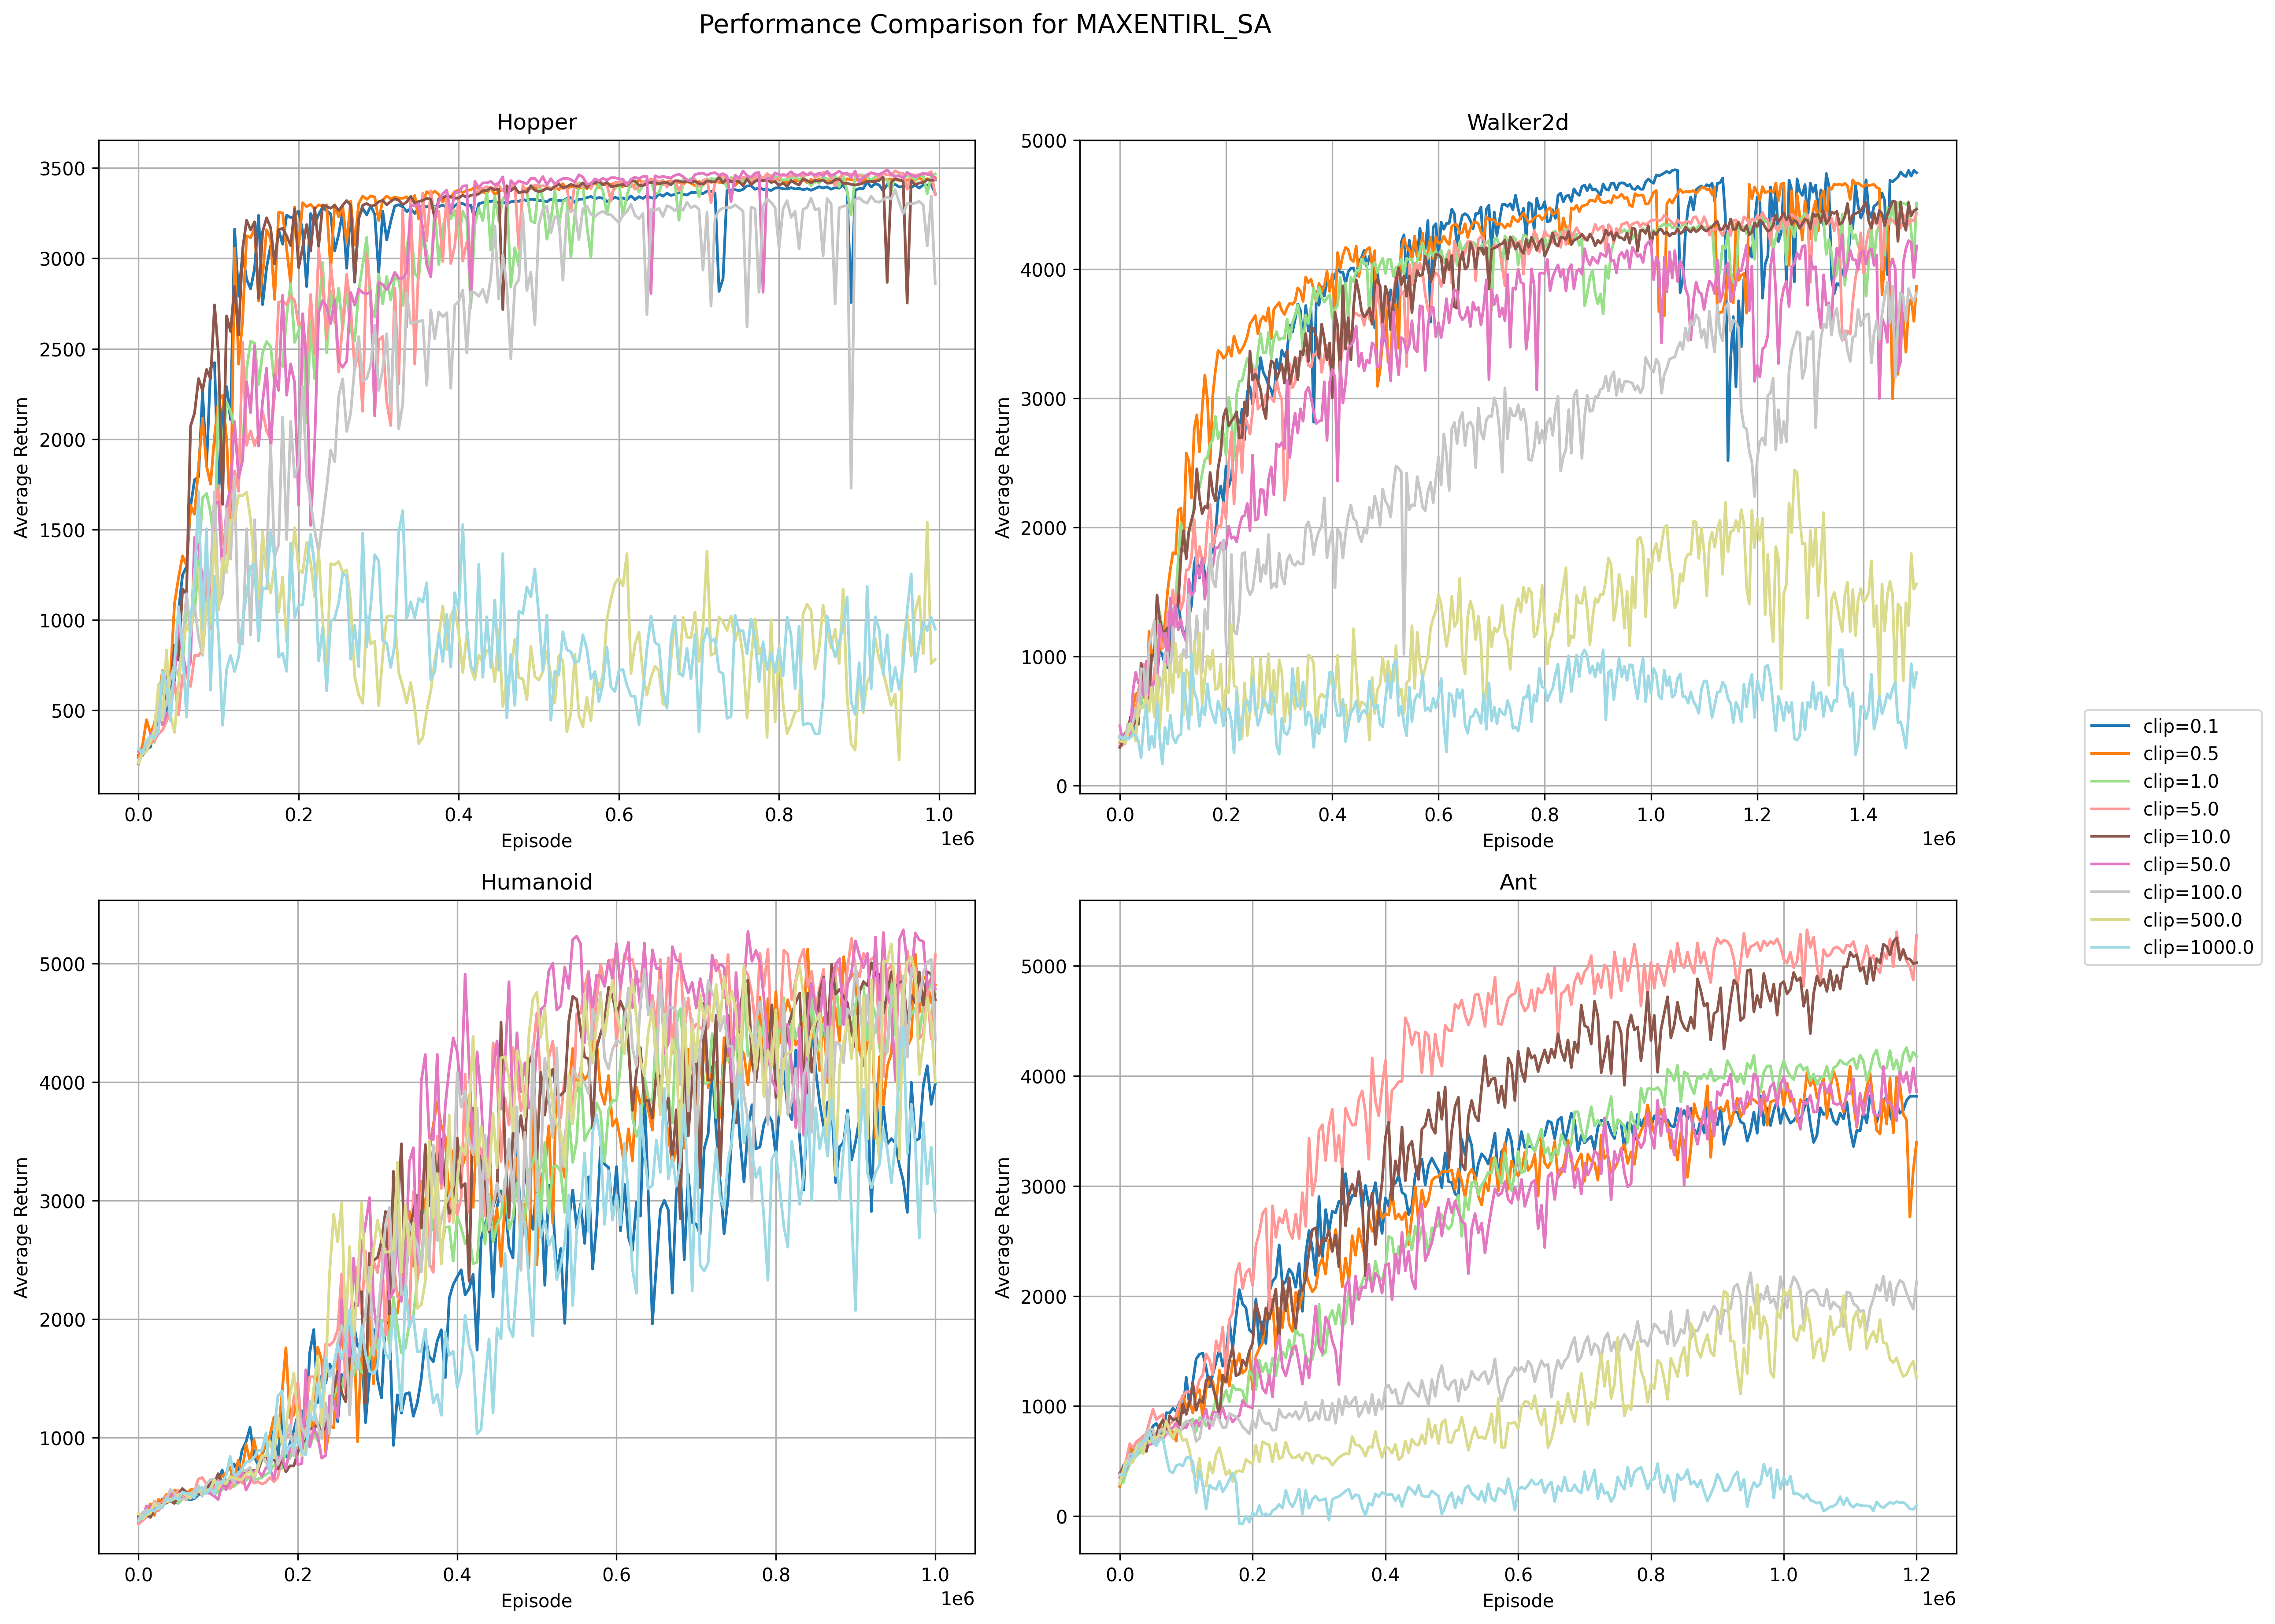 Performance Comparison for MAXENTIRL_SA
Hopper
Average Return
3500
3000
2500
2000
1500
1000
500
0.0 0.2 0.4 0.6 0.8 1.0
1e6
Episode
Walker2d
Average Return
5000
4000
3000
2000
1000
0
0.0 0.2 0.4 0.6 0.8 1.0 1.2 1.4
1e6
Episode
Humanoid
Average Return
5000
4000
3000
2000
1000
0.0 0.2 0.4 0.6 0.8 1.0
1e6
Episode
Ant
Average Return
5000
4000
3000
2000
1000
0
0.0 0.2 0.4 0.6 0.8 1.0 1.2
1e6
Episode
clip=0.1
clip=0.5
clip=1.0
clip=5.0
clip=10.0
clip=50.0
clip=100.0
clip=500.0
clip=1000.0